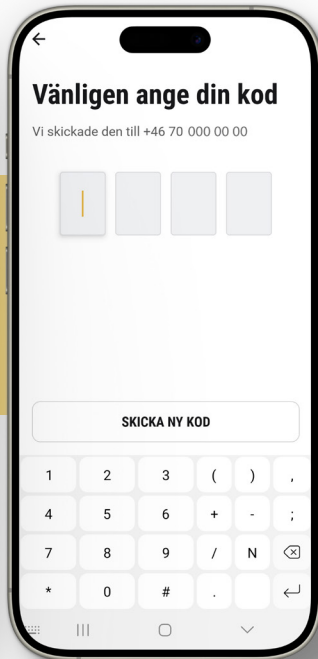 Vänligen ange din kod
Vi skickade den till +46 70 000 00 00
SKICKA NY KOD
1 2 3 ( ) ,
4 5 6 + - ;
7 8 9 / N
* 0 # .